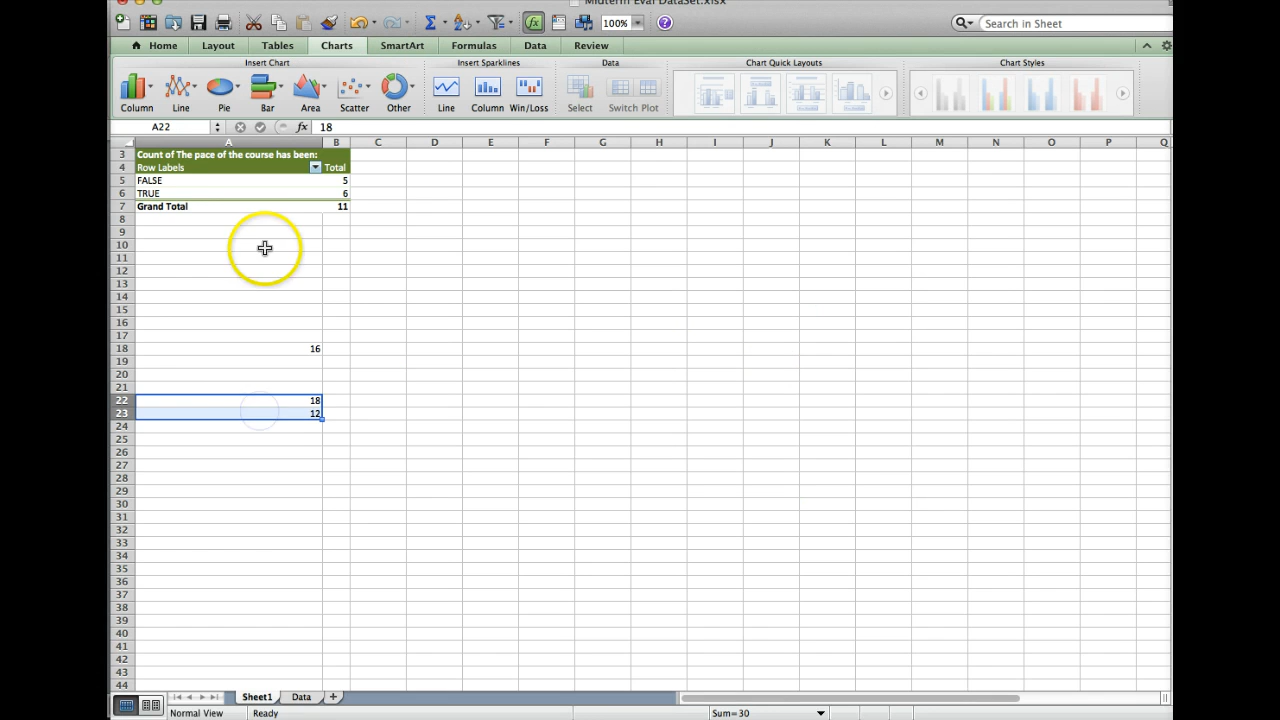 Midterm Eval DataSet.xlsx
100%
Search in Sheet
Home Layout Tables Charts SmartArt Formulas Data Review
Insert Chart Insert Sparklines Data Chart Quick Layouts Chart Styles
Column Line Pie Bar Area Scatter Other Line Column Win/Loss Select Switch Plot
A22 fx 18
A B C D E F G H I J K L M N O P Q
3 Count of The pace of the course has been:
4 Row Labels Total
5 FALSE 5
6 TRUE 6
7 Grand Total 11
8
9
10
11
12
13
14
15
16
17
18 16
19
20
21
22 18
23 12
24
25
26
27
28
29
30
31
32
33
34
35
36
37
38
39
40
41
42
43
44
Sheet1 Data
Normal View Ready Sum=30